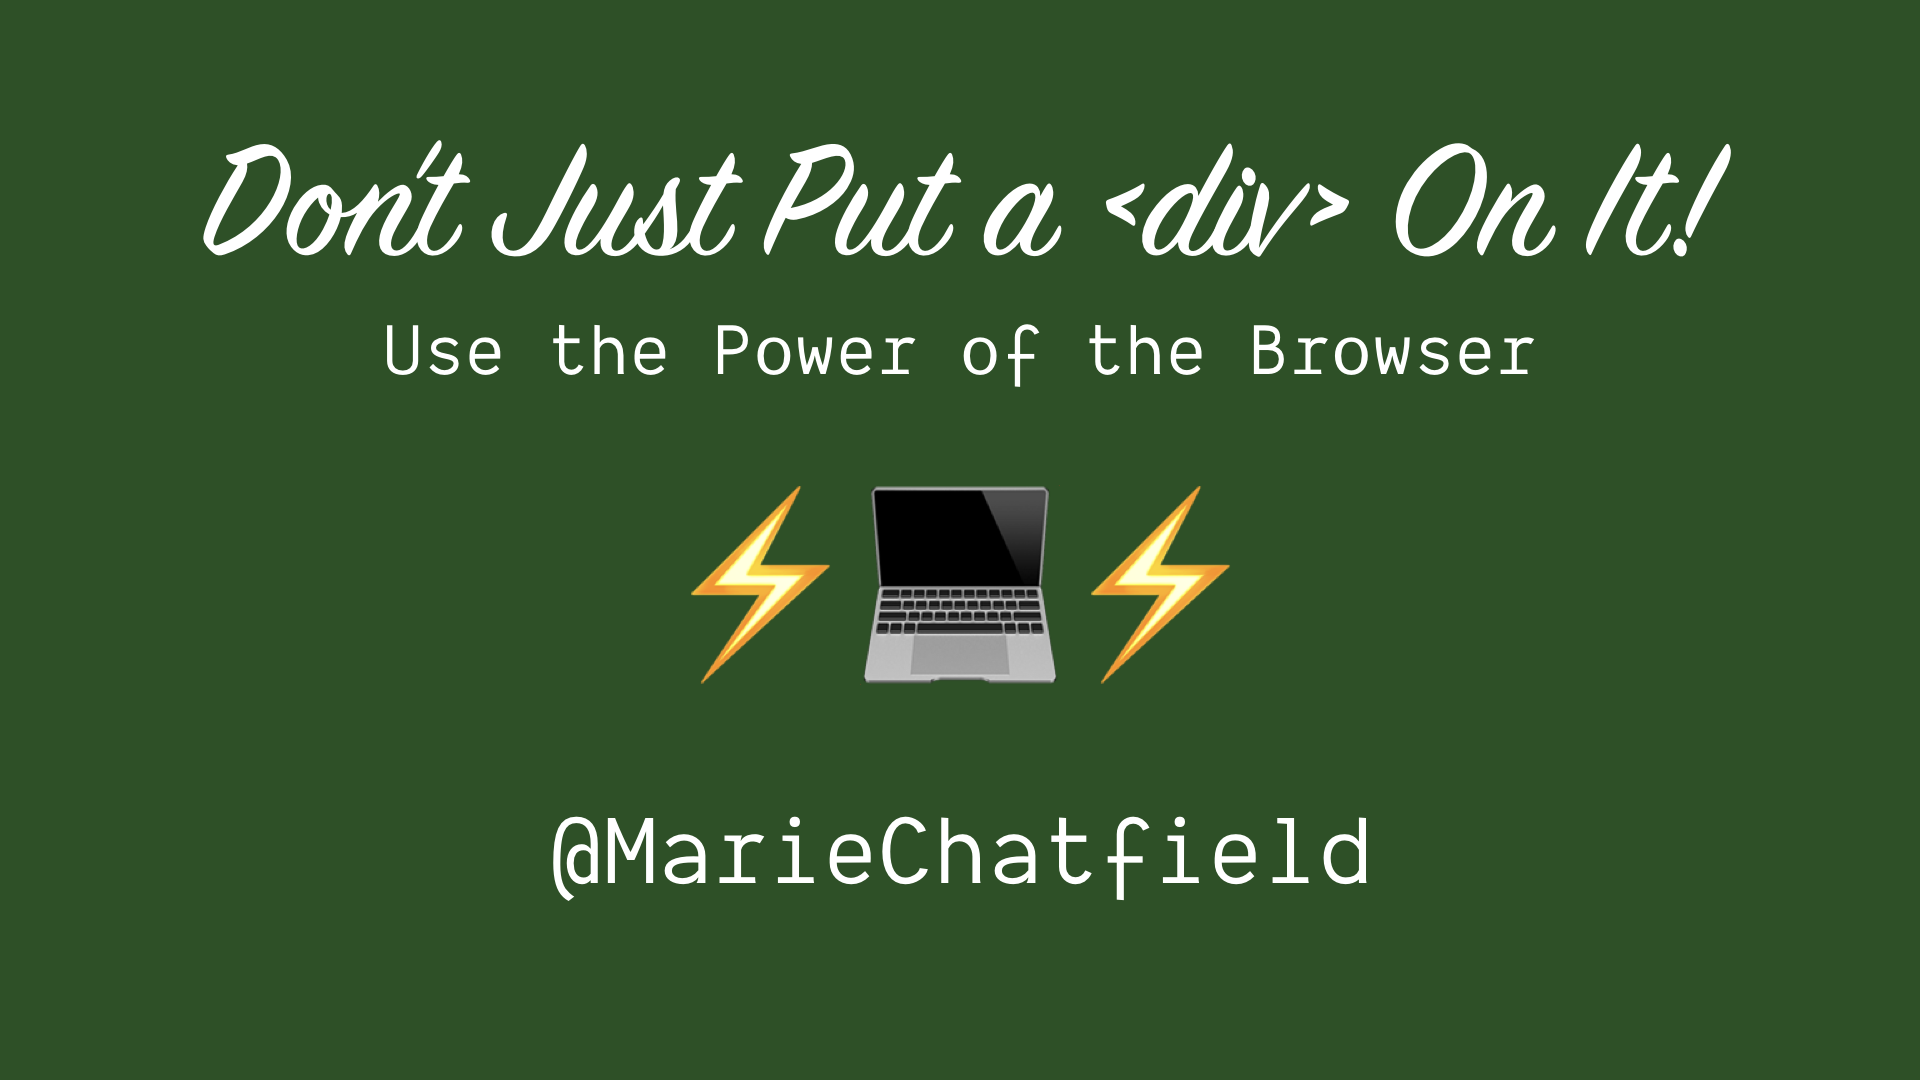 Don't Just Put a <div> On It!
Use the Power of the Browser
@MarieChatfield